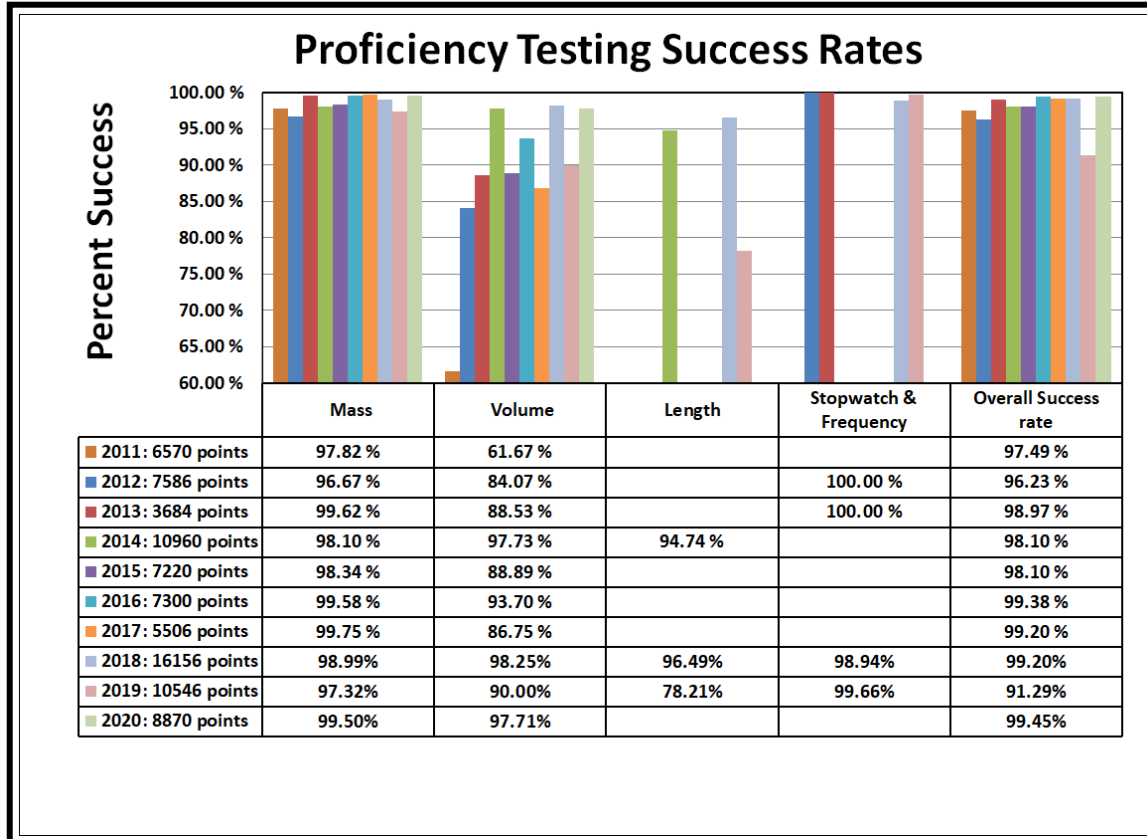 Proficiency Testing Success Rates
Percent Success
100.00 %
95.00 %
90.00 %
85.00 %
80.00 %
75.00 %
70.00 %
65.00 %
60.00 %
Mass Volume Length Stopwatch & Frequency Overall Success rate
2011: 6570 points 97.82 % 61.67 % 97.49 %
2012: 7586 points 96.67 % 84.07 % 100.00 % 96.23 %
2013: 3684 points 99.62 % 88.53 % 100.00 % 98.97 %
2014: 10960 points 98.10 % 97.73 % 94.74 % 98.10 %
2015: 7220 points 98.34 % 88.89 % 98.10 %
2016: 7300 points 99.58 % 93.70 % 99.38 %
2017: 5506 points 99.75 % 86.75 % 99.20 %
2018: 16156 points 98.99% 98.25% 96.49% 98.94% 99.20%
2019: 10546 points 97.32% 90.00% 78.21% 99.66% 91.29%
2020: 8870 points 99.50% 97.71% 99.45%